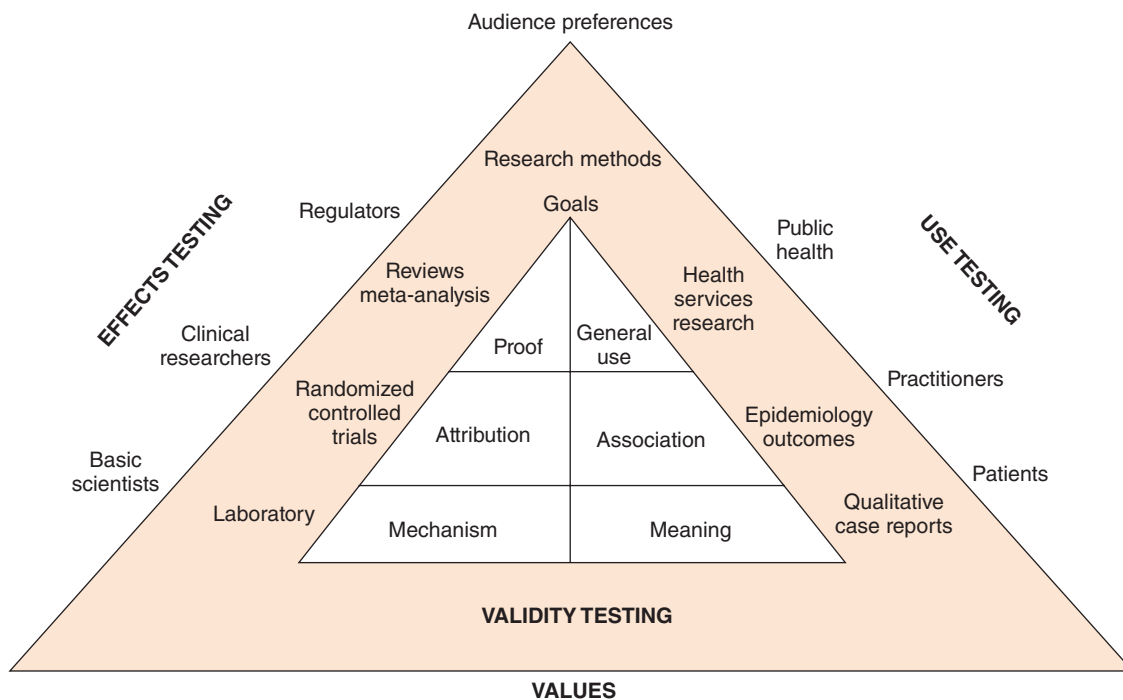 Audience preferences
Research methods
Goals
Regulators
Public
health
EFFECTS TESTING
USE TESTING
Reviews
meta-analysis
Health
services
research
Clinical
researchers
Proof
General
use
Practitioners
Randomized
controlled
trials
Attribution
Association
Epidemiology
outcomes
Basic
scientists
Patients
Laboratory
Mechanism
Meaning
Qualitative
case reports
VALIDITY TESTING
VALUES